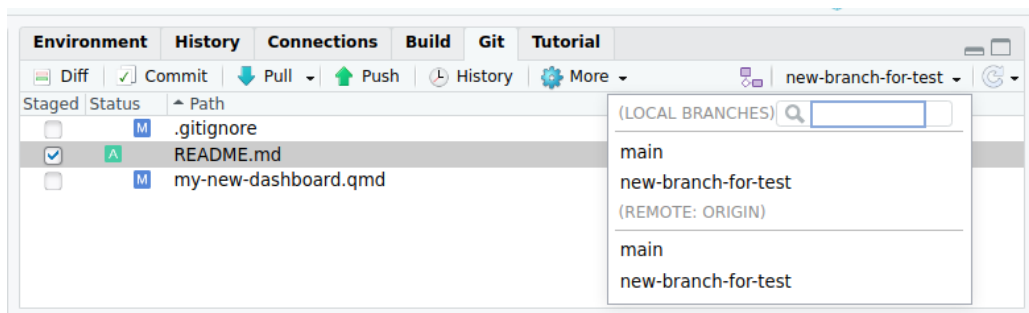 Environment History Connections Build Git Tutorial
Diff Commit Pull Push History More new-branch-for-test
Staged Status Path
M .gitignore
A README.md
M my-new-dashboard.qmd
(LOCAL BRANCHES)
main
new-branch-for-test
(REMOTE: ORIGIN)
main
new-branch-for-test